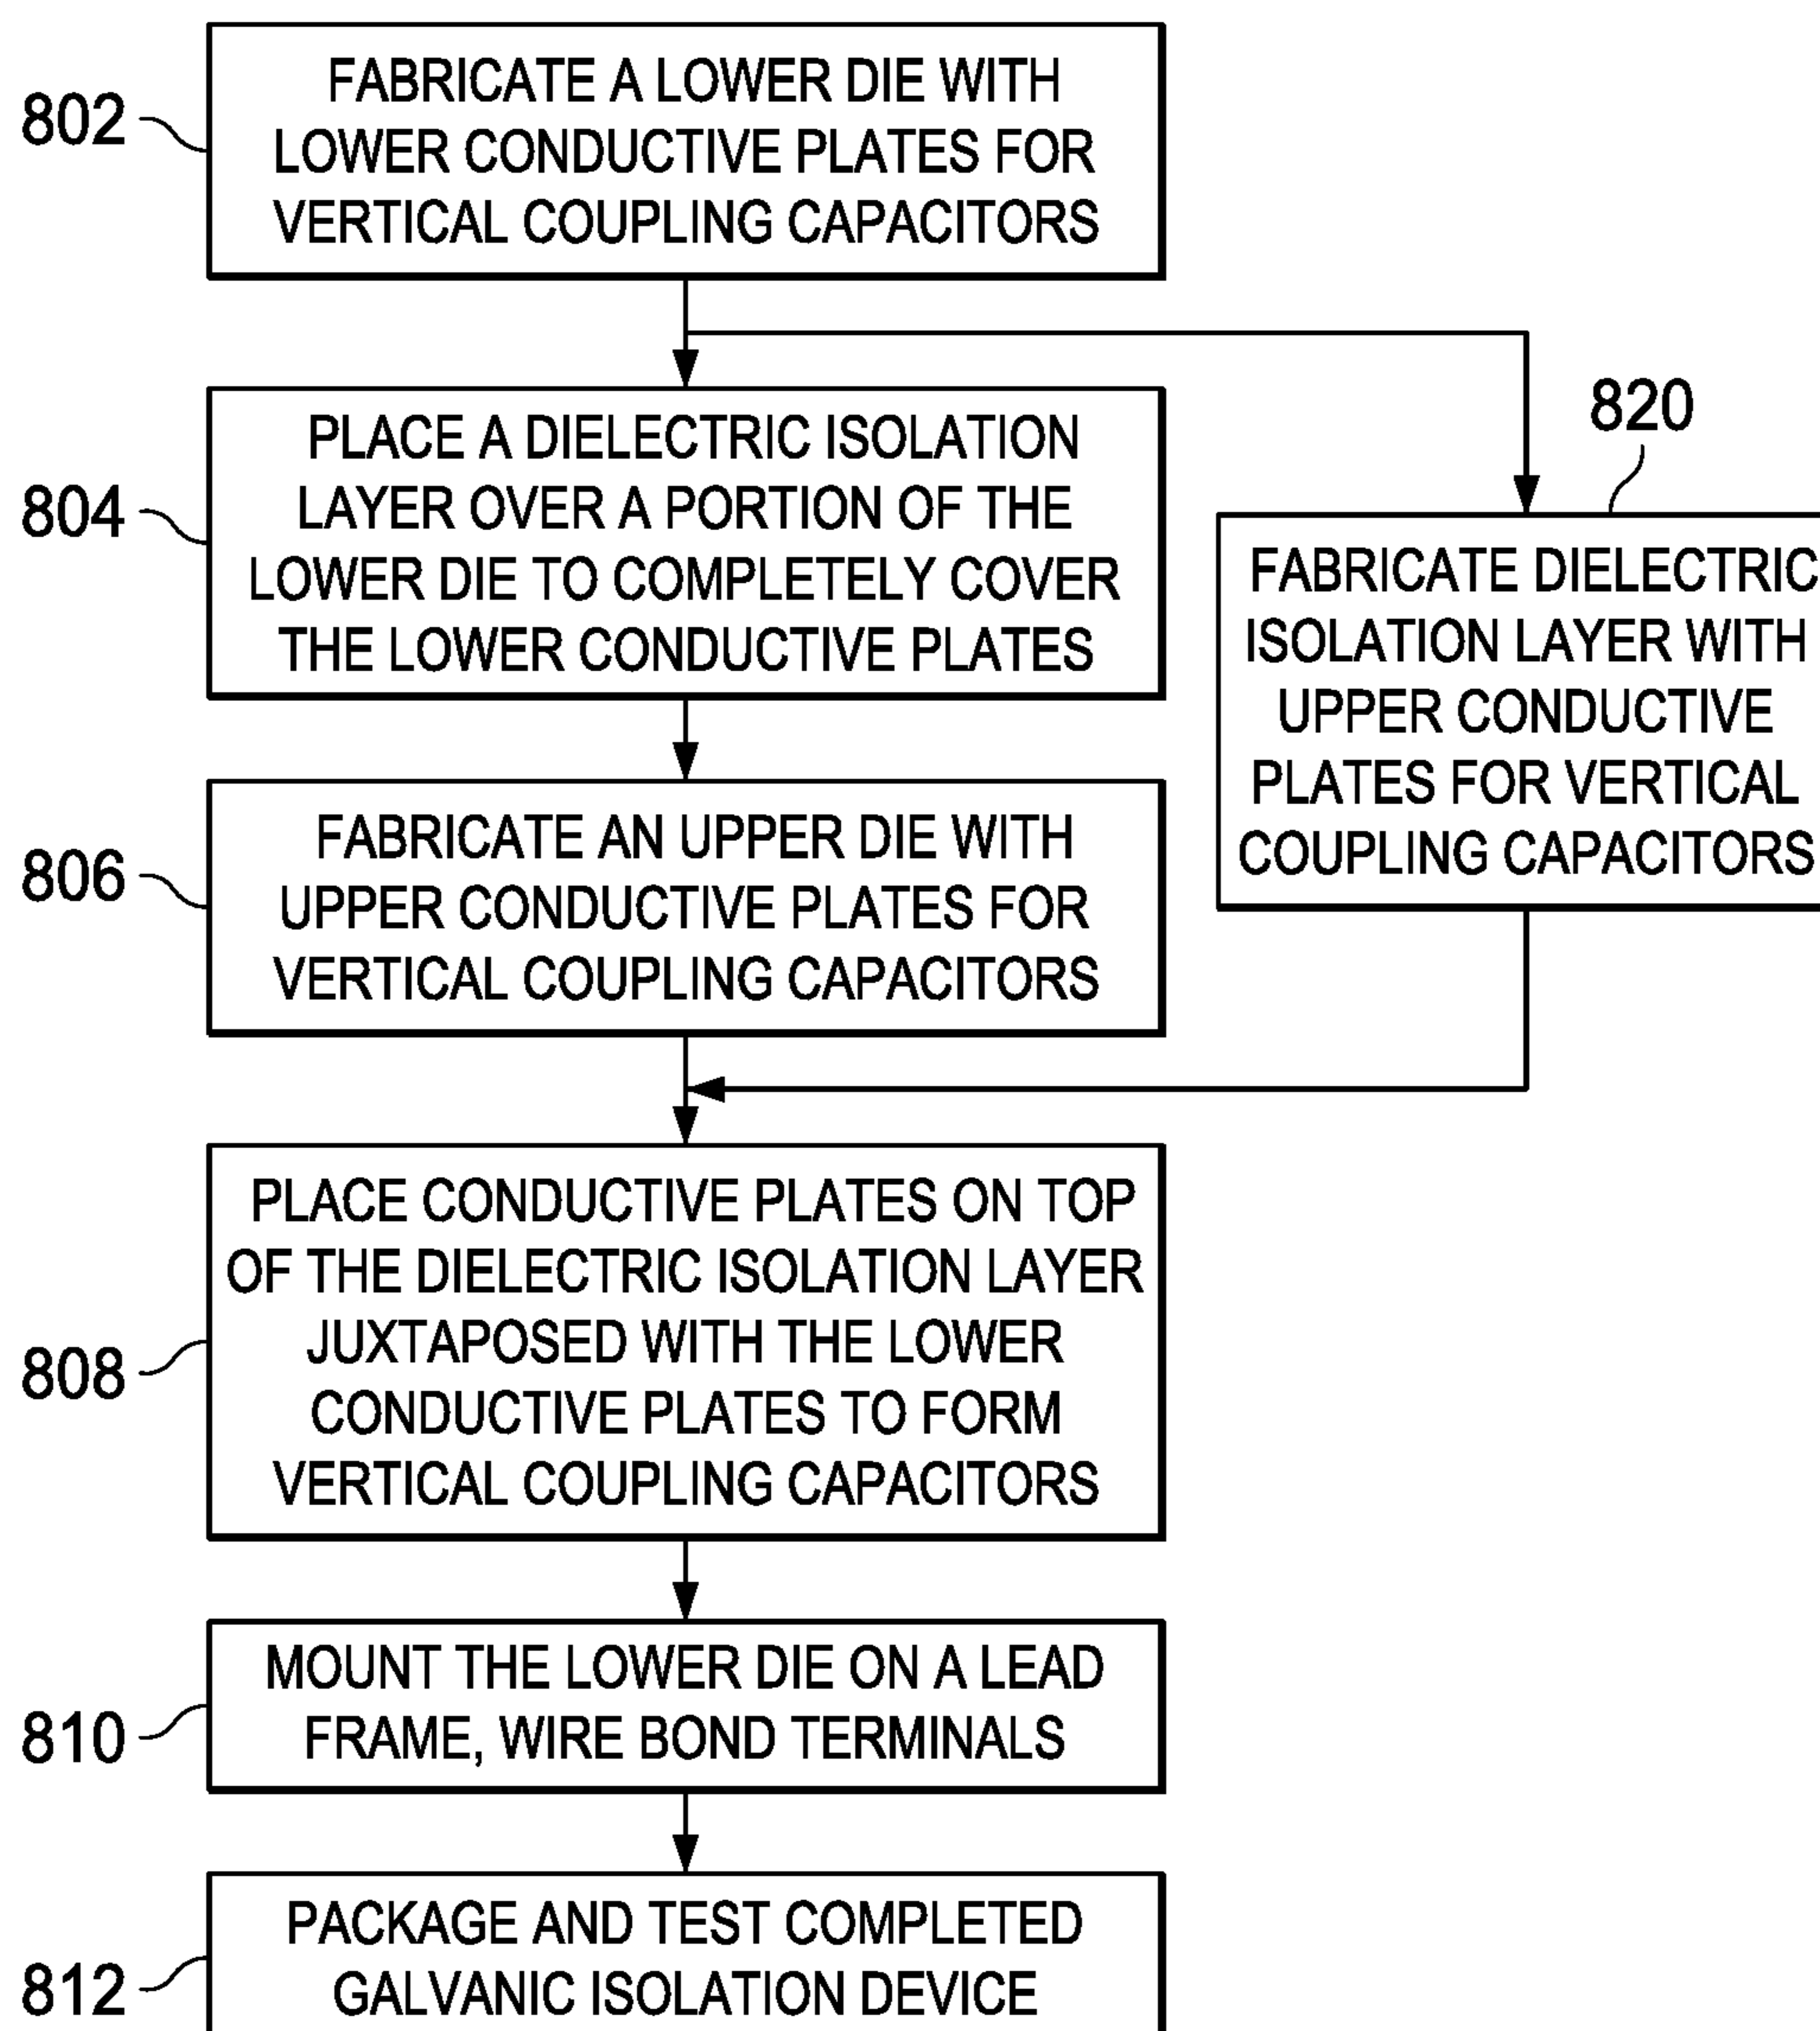 802
FABRICATE A LOWER DIE WITH
LOWER CONDUCTIVE PLATES FOR
VERTICAL COUPLING CAPACITORS
804
PLACE A DIELECTRIC ISOLATION
LAYER OVER A PORTION OF THE
LOWER DIE TO COMPLETELY COVER
THE LOWER CONDUCTIVE PLATES
820
FABRICATE DIELECTRIC
ISOLATION LAYER WITH
UPPER CONDUCTIVE
PLATES FOR VERTICAL
COUPLING CAPACITORS
806
FABRICATE AN UPPER DIE WITH
UPPER CONDUCTIVE PLATES FOR
VERTICAL COUPLING CAPACITORS
808
PLACE CONDUCTIVE PLATES ON TOP
OF THE DIELECTRIC ISOLATION LAYER
JUXTAPOSED WITH THE LOWER
CONDUCTIVE PLATES TO FORM
VERTICAL COUPLING CAPACITORS
810
MOUNT THE LOWER DIE ON A LEAD
FRAME, WIRE BOND TERMINALS
812
PACKAGE AND TEST COMPLETED
GALVANIC ISOLATION DEVICE